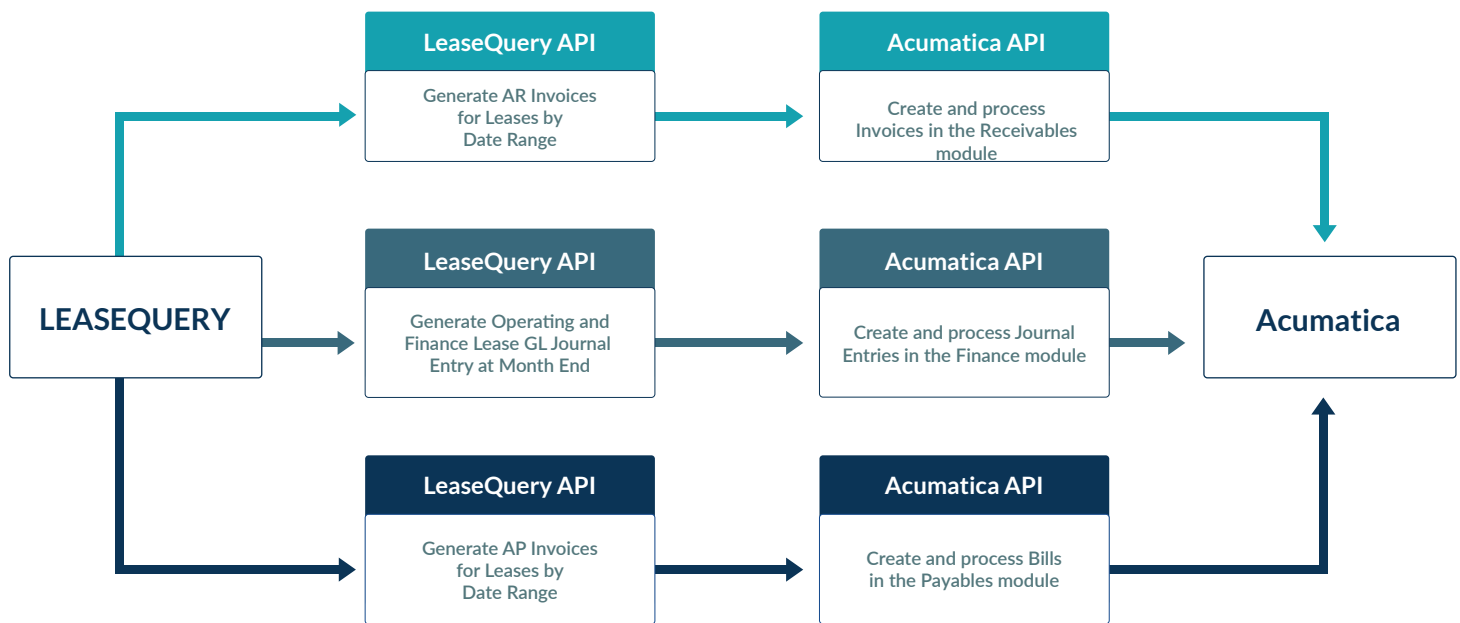 LeaseQuery API
Generate AR Invoices
for Leases by
Date Range
Acumatica API
Create and process
Invoices in the Receivables
module
LEASEQUERY
LeaseQuery API
Generate Operating and
Finance Lease GL Journal
Entry at Month End
Acumatica API
Create and process Journal
Entries in the Finance module
Acumatica
LeaseQuery API
Generate AP Invoices
for Leases by
Date Range
Acumatica API
Create and process Bills
in the Payables module